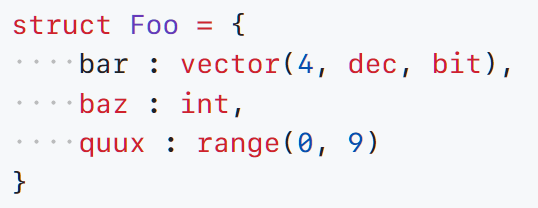 struct Foo = {
    bar : vector(4, dec, bit),
    baz : int,
    quux : range(0, 9)
}